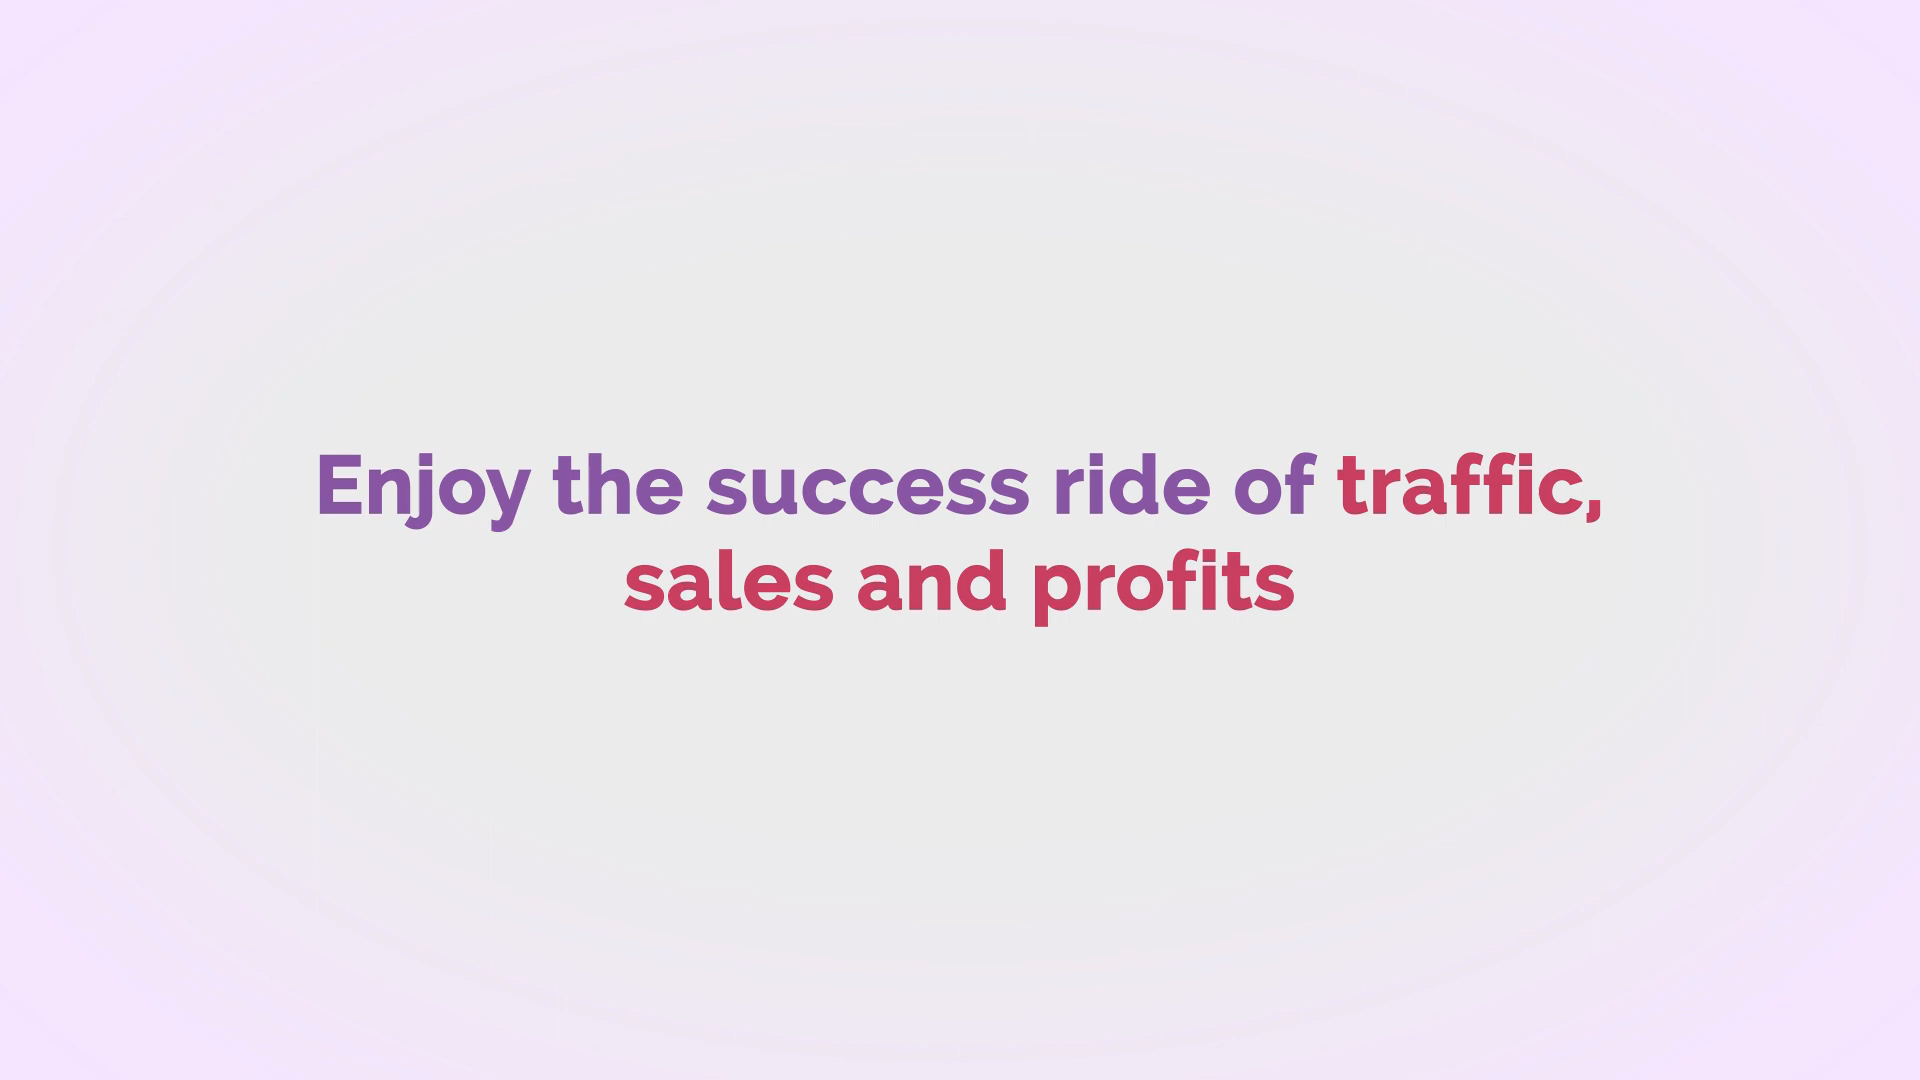 Enjoy the success ride of traffic,
sales and profits